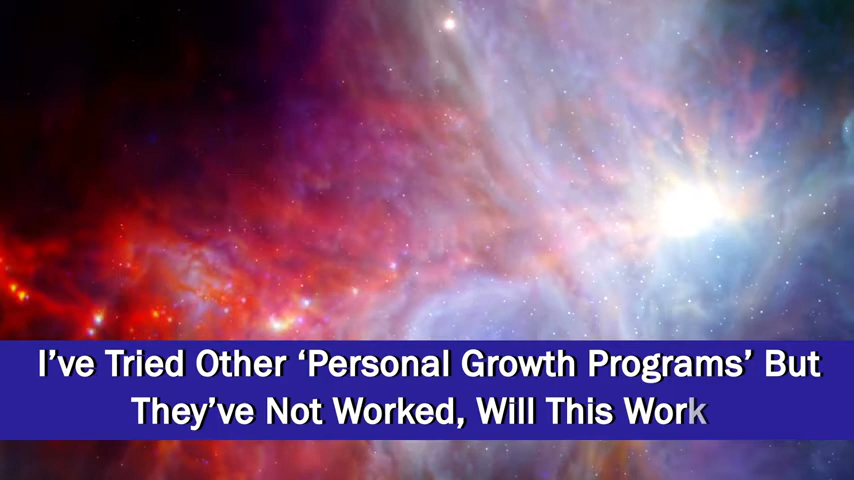 I’ve Tried Other ‘Personal Growth Programs’ But
They’ve Not Worked, Will This Work